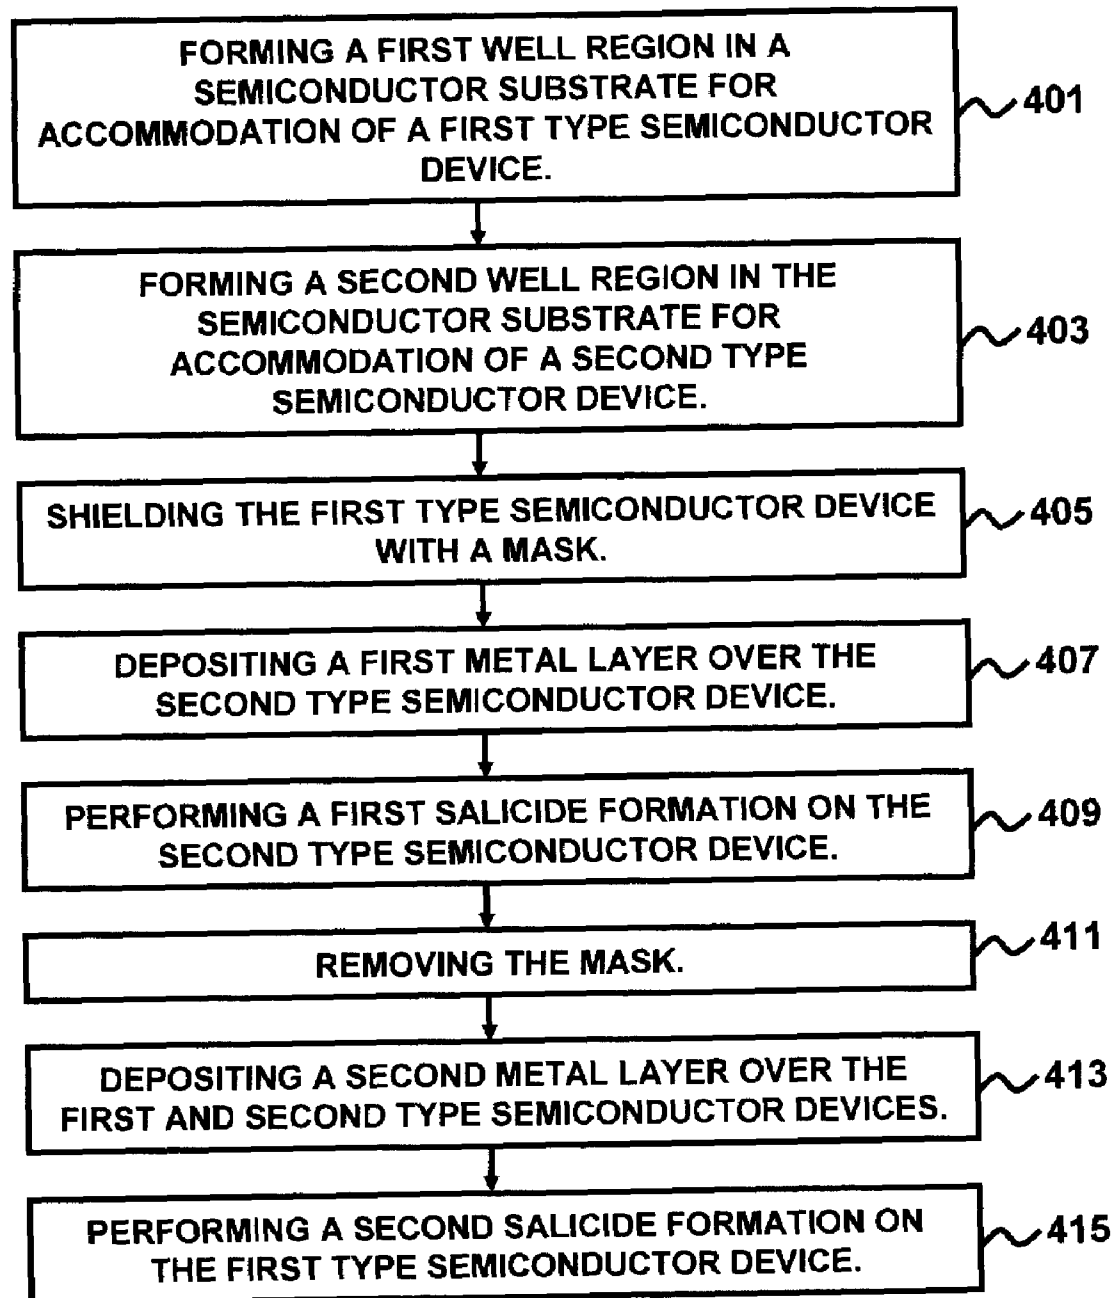 FORMING A FIRST WELL REGION IN A
SEMICONDUCTOR SUBSTRATE FOR
ACCOMMODATION OF A FIRST TYPE SEMICONDUCTOR
DEVICE.
401
FORMING A SECOND WELL REGION IN THE
SEMICONDUCTOR SUBSTRATE FOR
ACCOMMODATION OF A SECOND TYPE
SEMICONDUCTOR DEVICE.
403
SHIELDING THE FIRST TYPE SEMICONDUCTOR DEVICE
WITH A MASK.
405
DEPOSITING A FIRST METAL LAYER OVER THE
SECOND TYPE SEMICONDUCTOR DEVICE.
407
PERFORMING A FIRST SALICIDE FORMATION ON THE
SECOND TYPE SEMICONDUCTOR DEVICE.
409
REMOVING THE MASK.
411
DEPOSITING A SECOND METAL LAYER OVER THE
FIRST AND SECOND TYPE SEMICONDUCTOR DEVICES.
413
PERFORMING A SECOND SALICIDE FORMATION ON
THE FIRST TYPE SEMICONDUCTOR DEVICE.
415